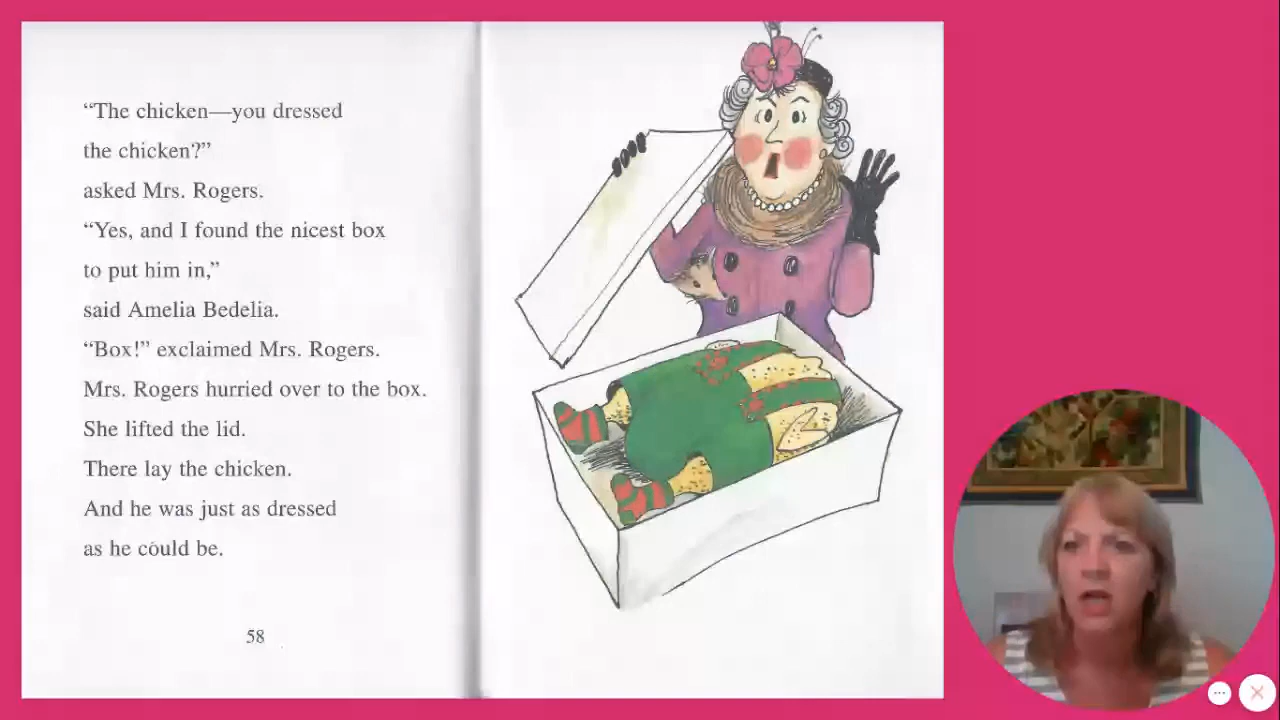 “The chicken—you dressed
the chicken?”
asked Mrs. Rogers.
“Yes, and I found the nicest box
to put him in,”
said Amelia Bedelia.
“Box!” exclaimed Mrs. Rogers.
Mrs. Rogers hurried over to the box.
She lifted the lid.
There lay the chicken.
And he was just as dressed
as he could be.
58